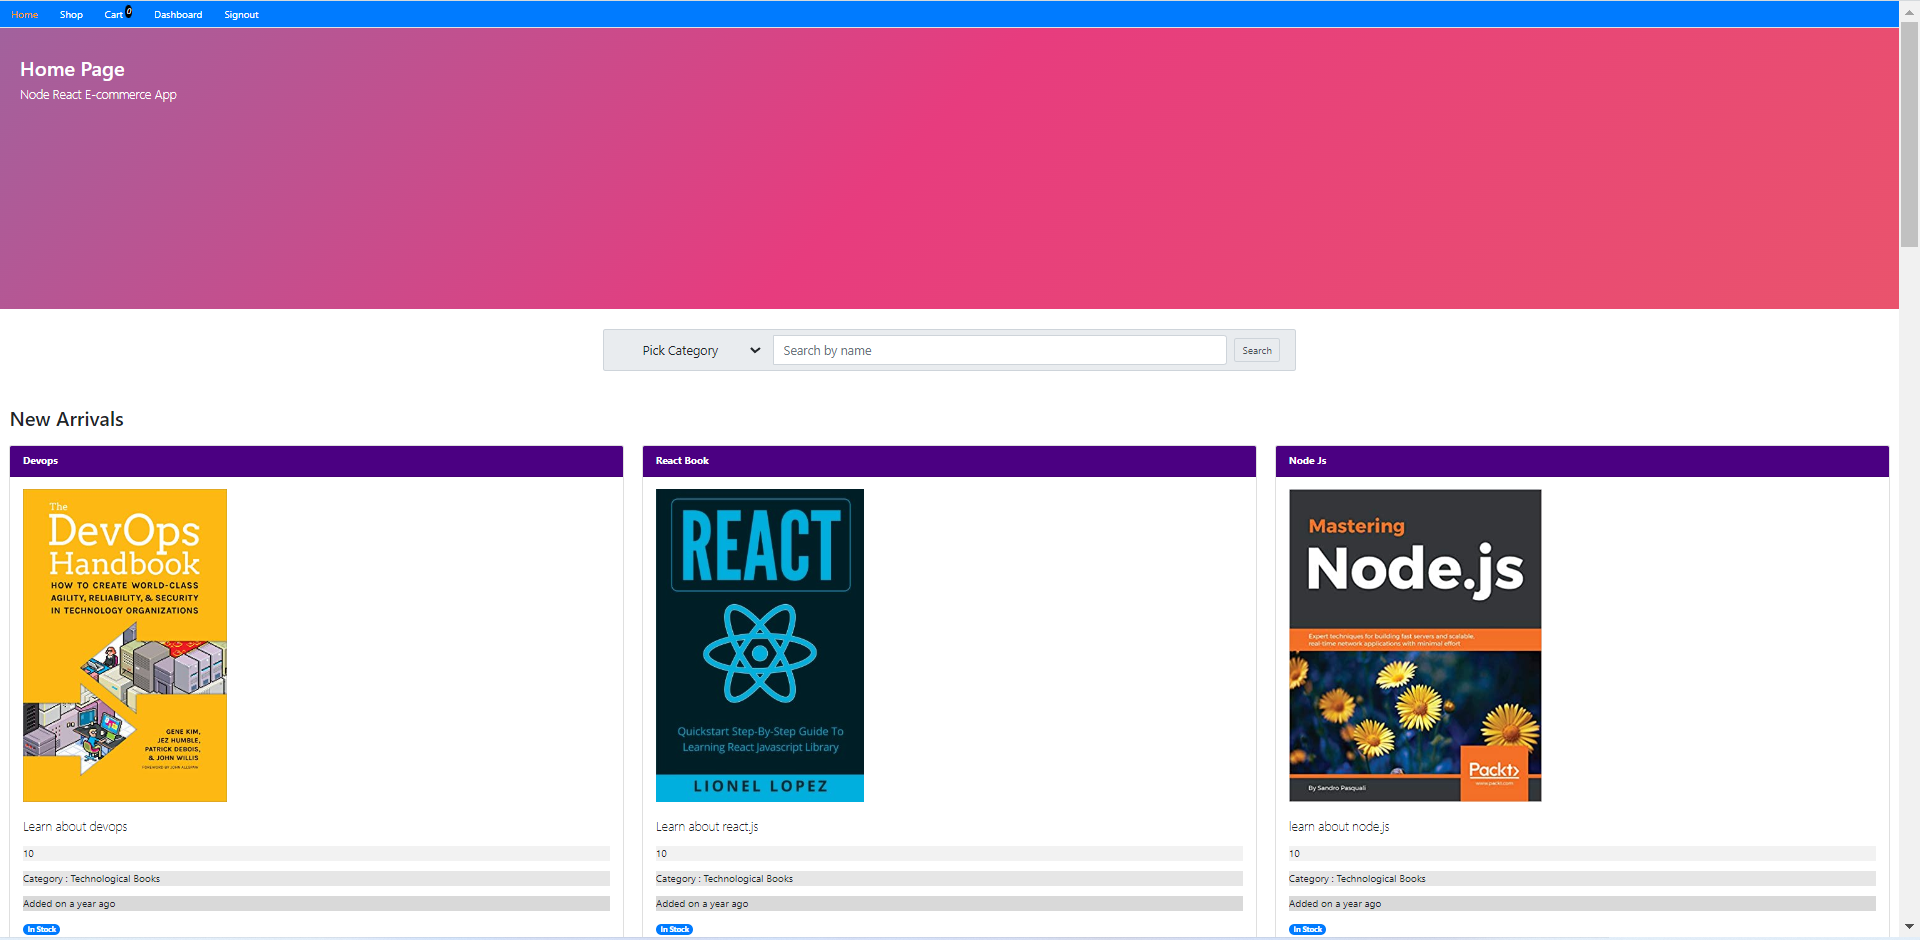 Home Shop Cart 0 Dashboard Signout
Home Page
Node React E-commerce App
Pick Category Search by name Search
New Arrivals
Devops
The
DevOps
Handbook
HOW TO CREATE WORLD-CLASS
AGILITY, RELIABILITY, & SECURITY
IN TECHNOLOGY ORGANIZATIONS
GENE KIM,
JEZ HUMBLE,
PATRICK DEBOIS,
& JOHN WILLIS
Learn about devops
10
Category : Technological Books
Added on a year ago
In Stock
React Book
REACT
Quickstart Step-By-Step Guide To
Learning React Javascript Library
LIONEL LOPEZ
Learn about react.js
10
Category : Technological Books
Added on a year ago
In Stock
Node Js
Mastering
Node.js
Expert techniques for building fast servers and scalable,
real-time network applications with minimal effort
By Sandro Pasquali
Packt>
www.packt.com
learn about node.js
10
Category : Technological Books
Added on a year ago
In Stock